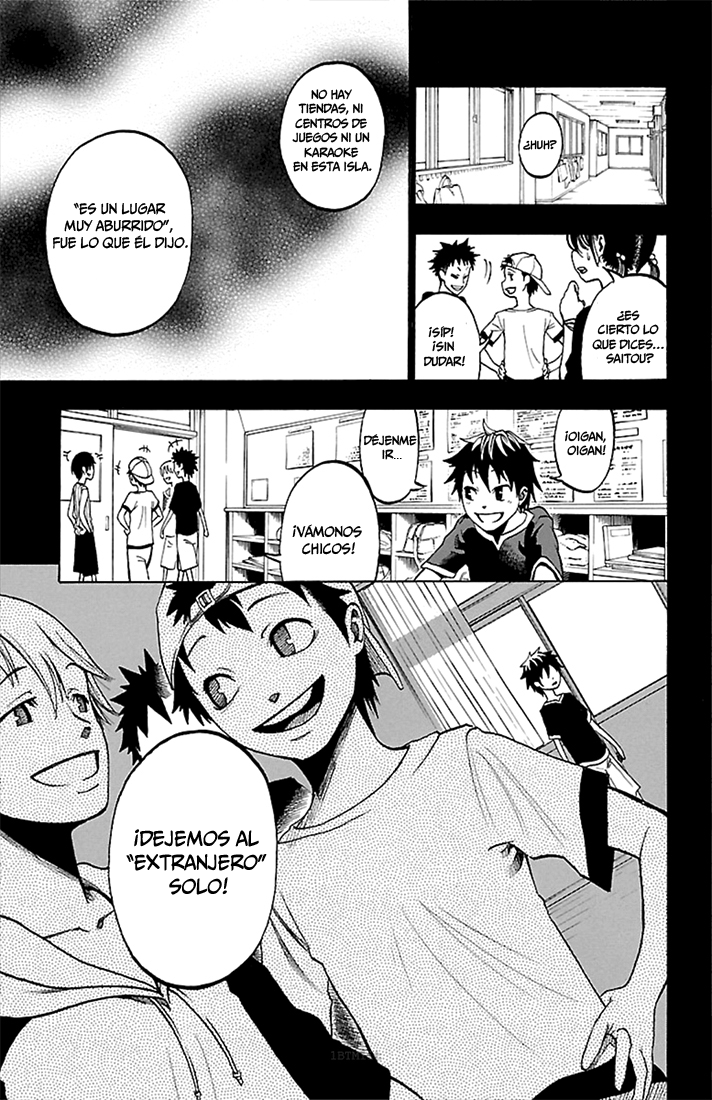 ¿HUH?
¿ES
CIERTO LO
QUE DICES...
SAITOU?
¡SÍP!
¡SIN
DUDAR!
NO HAY
TIENDAS, NI
CENTROS DE
JUEGOS NI UN
KARAOKE
EN ESTA ISLA.
"ES UN LUGAR
MUY ABURRIDO",
FUE LO QUE ÉL DIJO.
¡OIGAN,
OIGAN!
DÉJENME
IR...
¡VÁMONOS
CHICOS!
¡DEJEMOS AL
"EXTRANJERO"
SOLO!